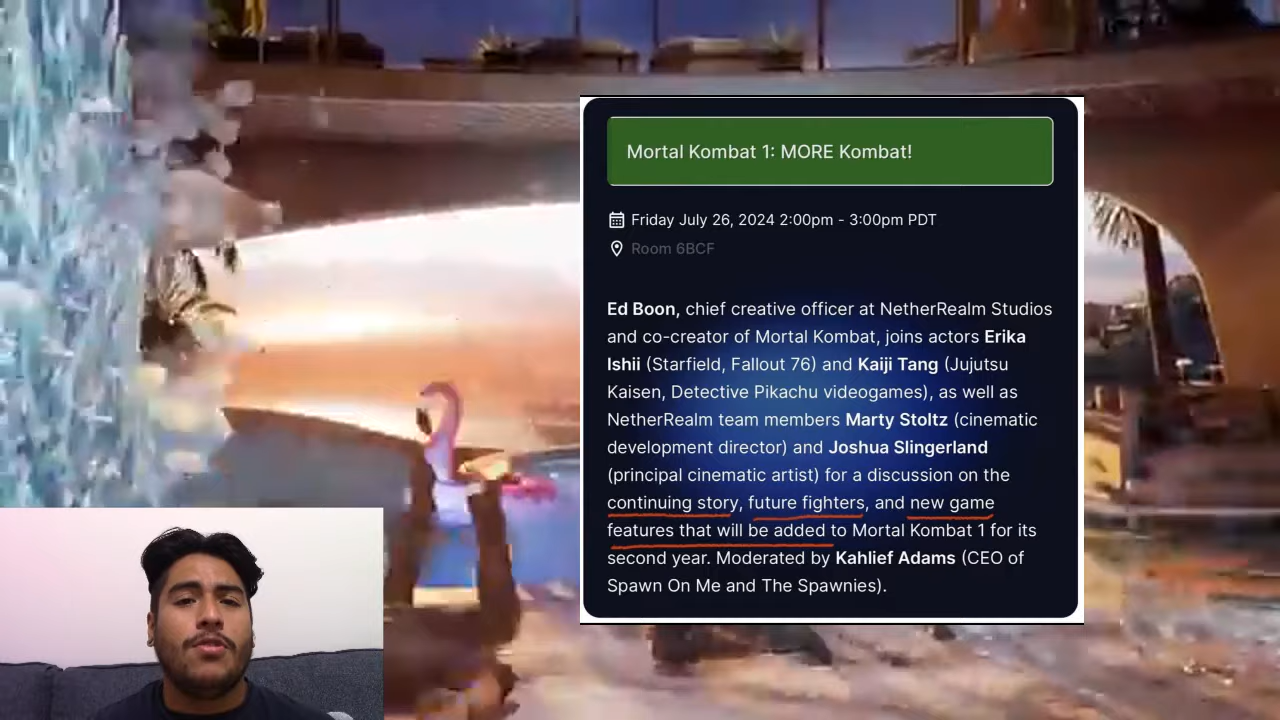 Mortal Kombat 1: MORE Kombat!
Friday July 26, 2024 2:00pm - 3:00pm PDT
Room 6BCF
Ed Boon, chief creative officer at NetherRealm Studios
and co-creator of Mortal Kombat, joins actors Erika
Ishii (Starfield, Fallout 76) and Kaiji Tang (Jujutsu
Kaisen, Detective Pikachu videogames), as well as
NetherRealm team members Marty Stoltz (cinematic
development director) and Joshua Slingerland
(principal cinematic artist) for a discussion on the
continuing story, future fighters, and new game
features that will be added to Mortal Kombat 1 for its
second year. Moderated by Kahlief Adams (CEO of
Spawn On Me and The Spawnies).